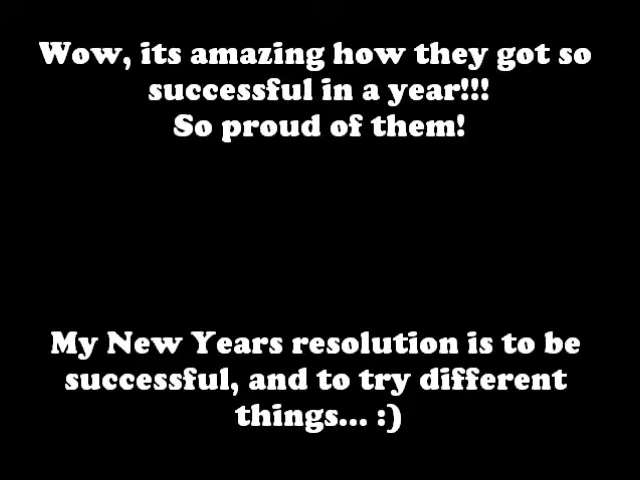 Wow, its amazing how they got so
successful in a year!!!
So proud of them!
My New Years resolution is to be
successful, and to try different
things... :)